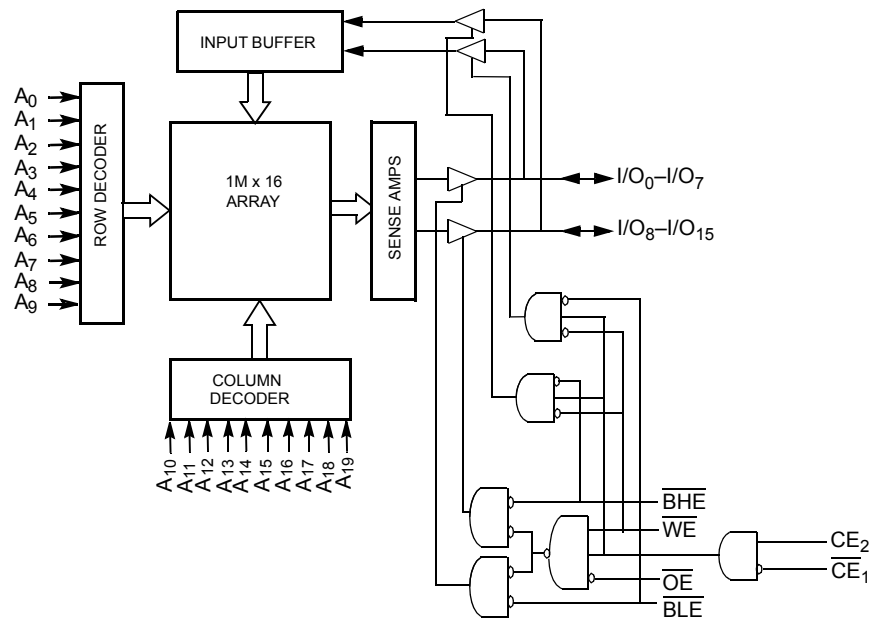 INPUT BUFFER
A0
A1
A2
A3
A4
A5
A6
A7
A8
A9
ROW DECODER
1M x 16
ARRAY
SENSE AMPS
I/O0–I/O7
I/O8–I/O15
COLUMN
DECODER
A10
A11
A12
A13
A14
A15
A16
A17
A18
A19
BHE
WE
CE2
CE1
OE
BLE